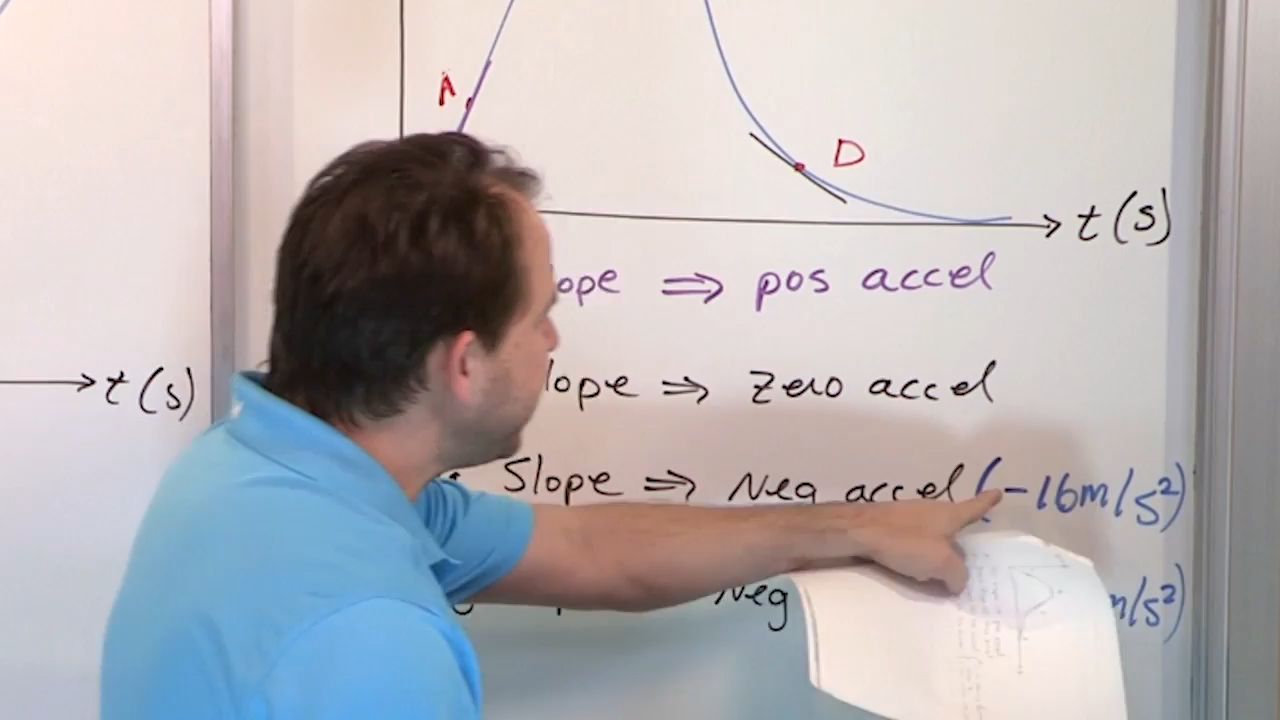 A
D
t(s)
ope ⇒ pos accel
lope ⇒ Zero accel
t(s)
Slope ⇒ Neg accel (-16m/s²)
Neg m/s²)